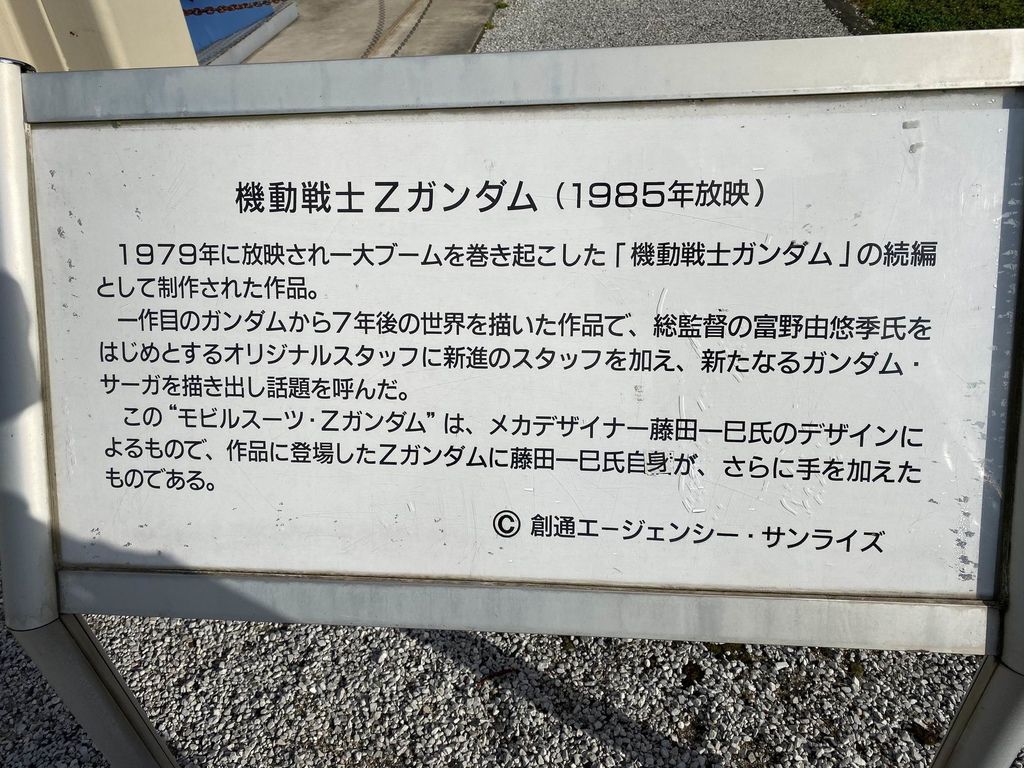 機動戦士Ｚガンダム（1985年放映）
1979年に放映され一大ブームを巻き起こした「機動戦士ガンダム」の続編
として制作された作品。
一作目のガンダムから7年後の世界を描いた作品で、総監督の富野由悠季氏を
はじめとするオリジナルスタッフに新進のスタッフを加え、新たなるガンダム・
サーガを描き出し話題を呼んだ。
この“モビルスーツ・Ｚガンダム”は、メカデザイナー藤田一巳氏のデザインに
よるもので、作品に登場したＺガンダムに藤田一巳氏自身が、さらに手を加えた
ものである。
© 創通エージェンシー・サンライズ